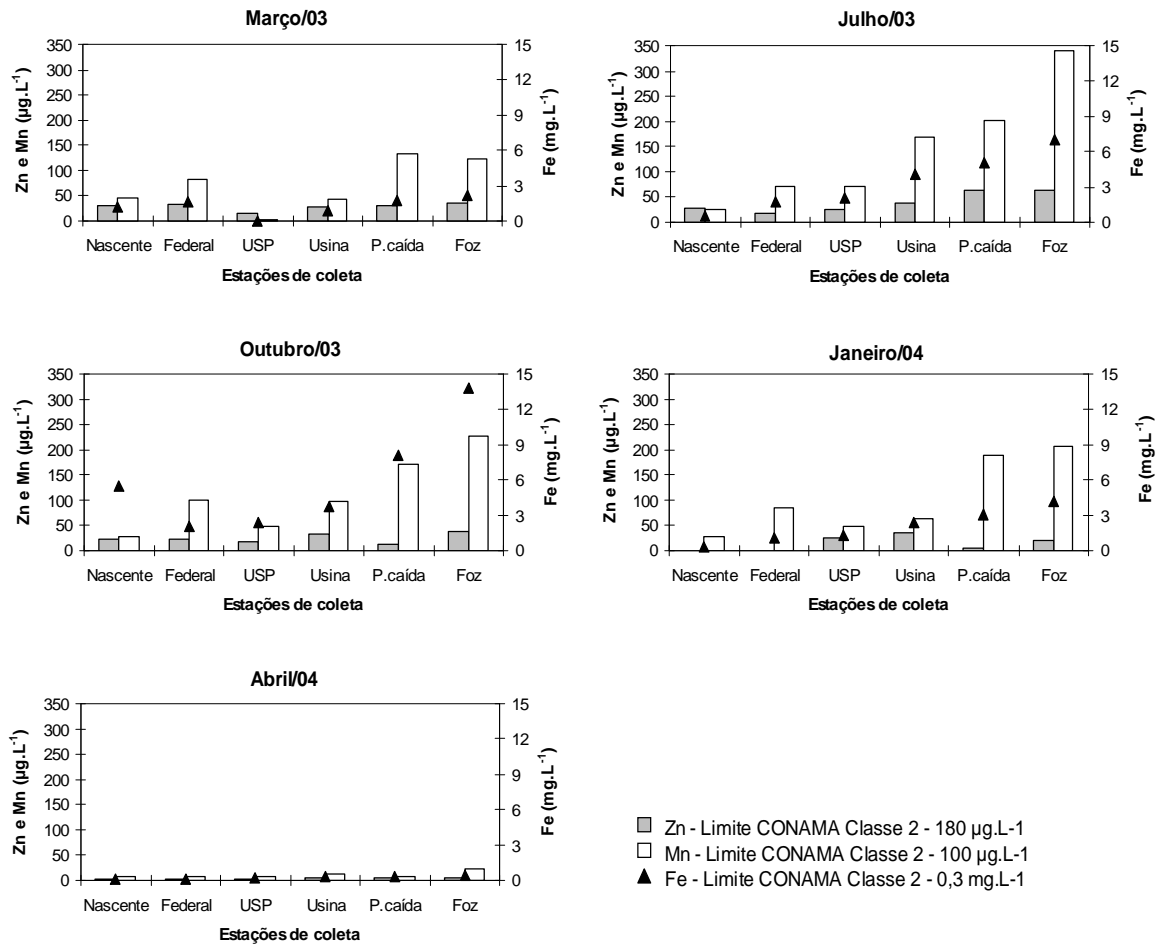 Março/03
Zn e Mn (µg.L-1)
350
300
250
200
150
100
50
0
15
12
9
6
3
0
Fe (mg.L-1)
Nascente Federal USP Usina P.caída Foz
Estações de coleta
Julho/03
Zn e Mn (µg.L-1)
350
300
250
200
150
100
50
0
15
12
9
6
3
0
Fe (mg.L-1)
Nascente Federal USP Usina P.caída Foz
Estações de coleta
Outubro/03
Zn e Mn (µg.L-1)
350
300
250
200
150
100
50
0
15
12
9
6
3
0
Fe (mg.L-1)
Nascente Federal USP Usina P.caída Foz
Estações de coleta
Janeiro/04
Zn e Mn (µg.L-1)
350
300
250
200
150
100
50
0
15
12
9
6
3
0
Fe (mg.L-1)
Nascente Federal USP Usina P.caída Foz
Estações de coleta
Abril/04
Zn e Mn (µg.L-1)
350
300
250
200
150
100
50
0
15
12
9
6
3
0
Fe (mg.L-1)
Nascente Federal USP Usina P.caída Foz
Estações de coleta
Zn - Limite CONAMA Classe 2 - 180 µg.L-1
Mn - Limite CONAMA Classe 2 - 100 µg.L-1
Fe - Limite CONAMA Classe 2 - 0,3 mg.L-1